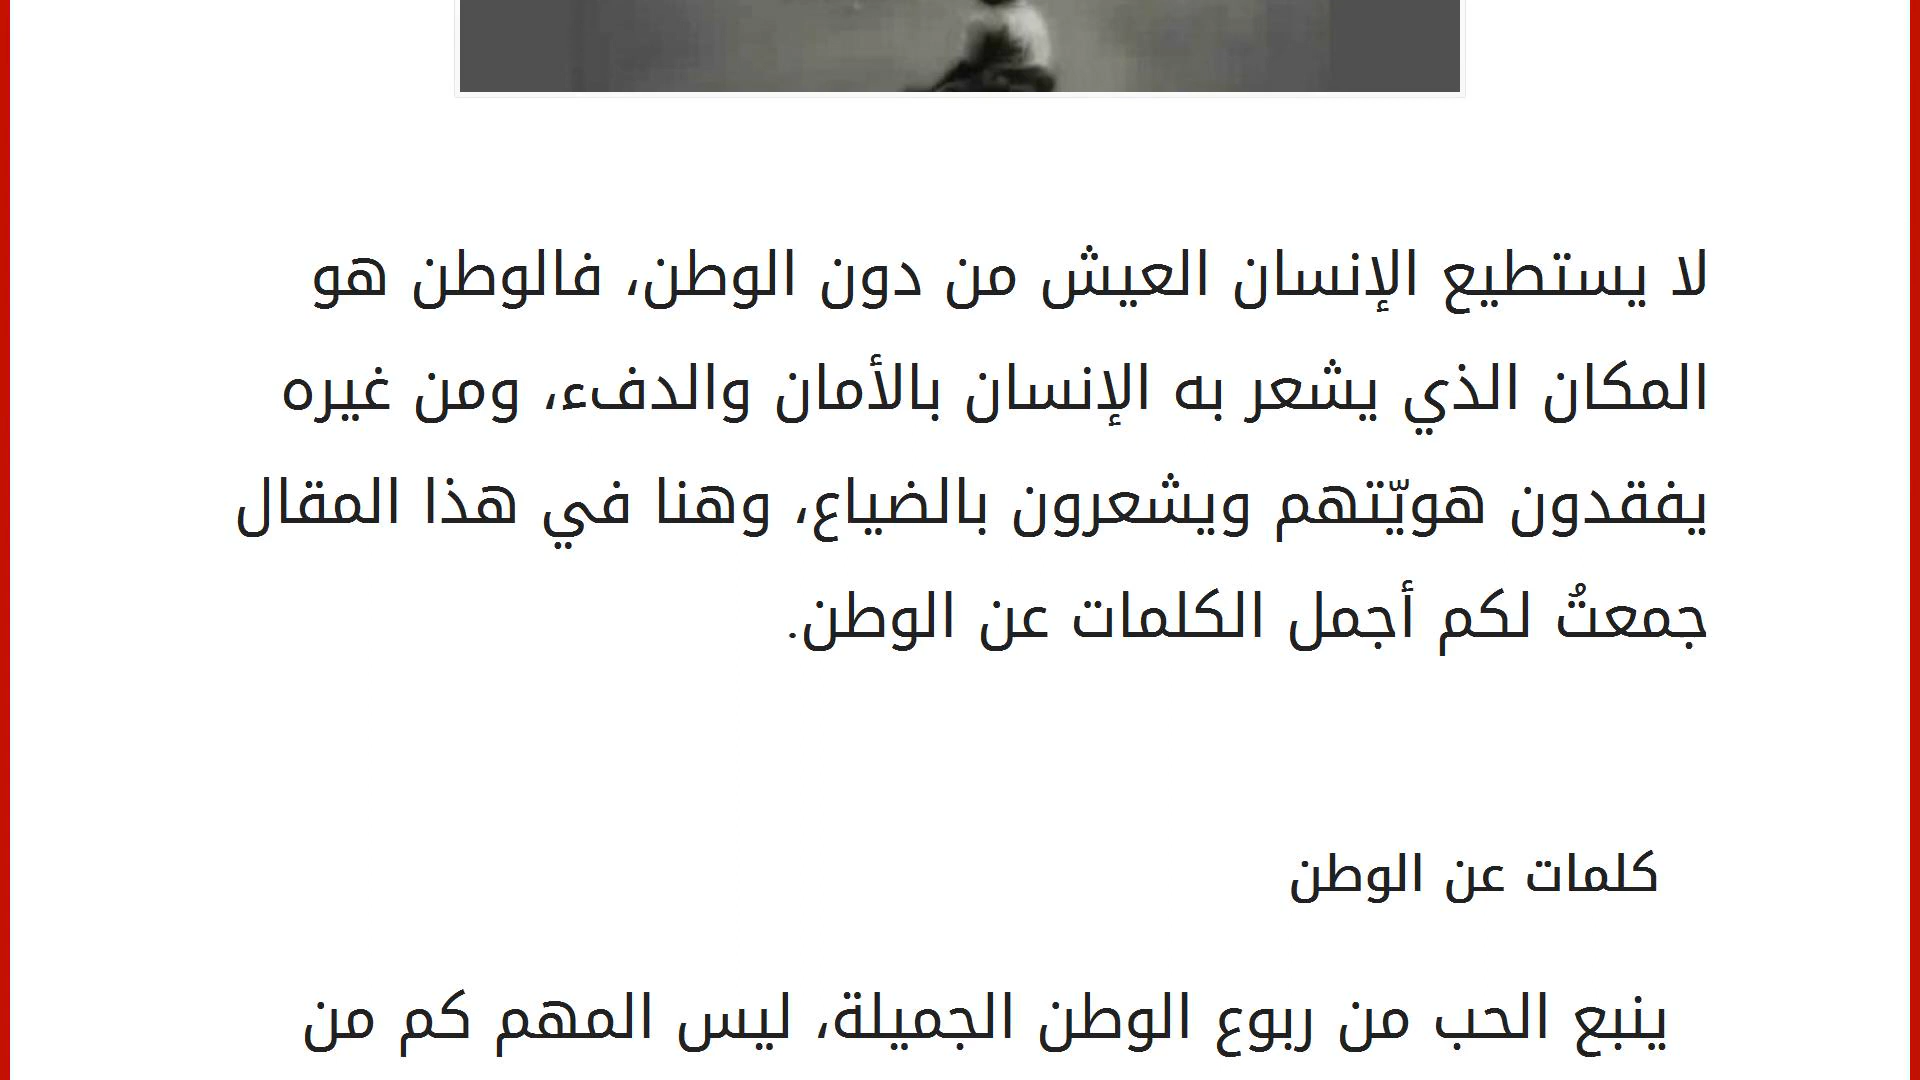 لا يستطيع الإنسان العيش من دون الوطن، فالوطن هو
المكان الذي يشعر به الإنسان بالأمان والدفء، ومن غيره
يفقدون هويّتهم ويشعرون بالضياع، وهنا في هذا المقال
جمعتُ لكم أجمل الكلمات عن الوطن.
كلمات عن الوطن
ينبع الحب من ربوع الوطن الجميلة، ليس المهم كم من